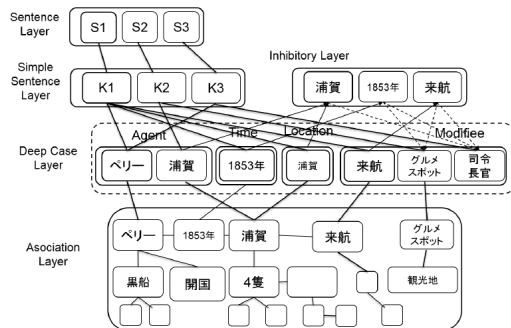 Sentence
Layer
S1 S2 S3
Inhibitory Layer
Simple
Sentence
Layer
K1 K2 K3
浦賀 1853年 来航
Agent Time Location Modifiee
Deep Case
Layer
ペリー 浦賀 1853年 浦賀 来航 グルメ
スポット 司令
長官
Asociation
Layer
ペリー 1853年 浦賀 来航 グルメ
スポット
黒船 開国 4隻 観光地